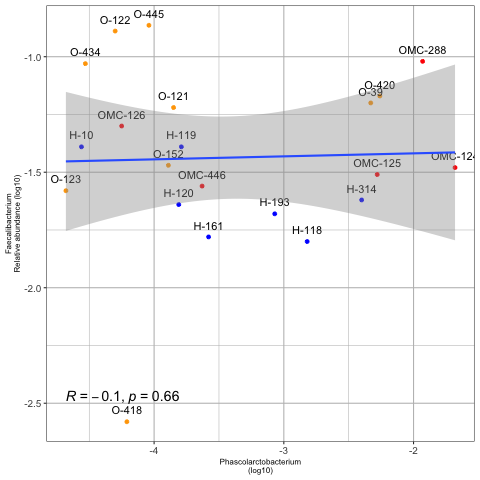 O-445
O-122
O-434
OMC-288
-1.0
O-420
O-39
O-121
OMC-126
H-10
H-119
O-152
OMC-124
OMC-125
-1.5
O-123
OMC-446
H-120
H-314
H-193
H-161
H-118
Faecalibacterium
Relative abundance (log10)
-2.0
R = −0.1, p = 0.66
-2.5
O-418
-4
-3
-2
Phascolarctobacterium
(log10)